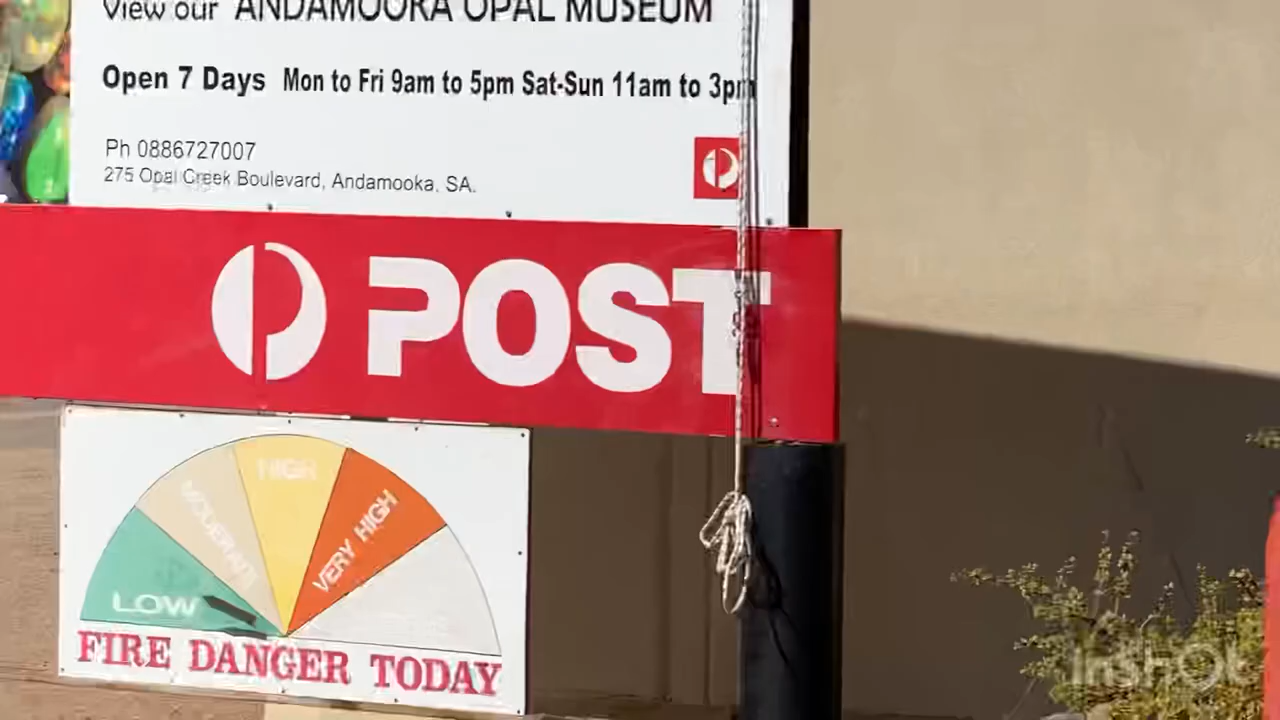 View our ANDAMOOKA OPAL MUSEUM
Open 7 Days Mon to Fri 9am to 5pm Sat-Sun 11am to 3pm
Ph 0886727007
275 Opal Creek Boulevard, Andamooka, SA.
POST
LOW
MODERATE
HIGH
VERY HIGH
FIRE DANGER TODAY
InShOt